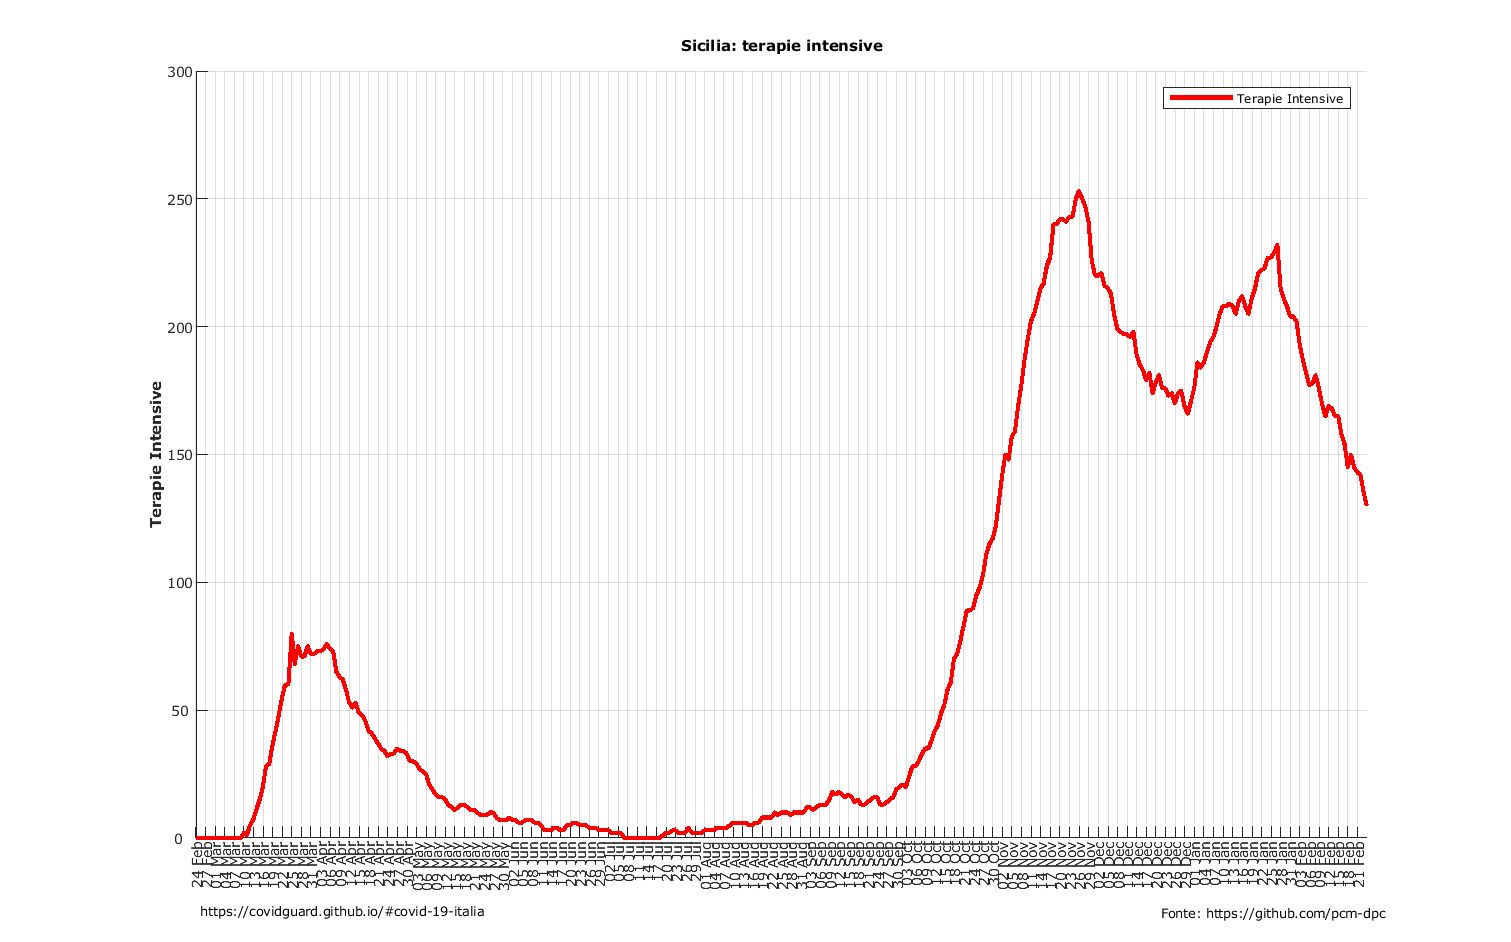 Sicilia: terapie intensive
Terapie Intensive
Terapie Intensive
300
250
200
150
100
50
0
24 Feb
27 Feb
01 Mar
04 Mar
07 Mar
10 Mar
13 Mar
16 Mar
19 Mar
22 Mar
25 Mar
28 Mar
31 Mar
03 Apr
06 Apr
09 Apr
12 Apr
15 Apr
18 Apr
21 Apr
24 Apr
27 Apr
30 Apr
03 May
06 May
09 May
12 May
15 May
18 May
21 May
24 May
27 May
30 May
02 Jun
05 Jun
08 Jun
11 Jun
14 Jun
17 Jun
20 Jun
23 Jun
26 Jun
29 Jun
02 Jul
05 Jul
08 Jul
11 Jul
14 Jul
17 Jul
20 Jul
23 Jul
26 Jul
29 Jul
01 Aug
04 Aug
07 Aug
10 Aug
13 Aug
16 Aug
19 Aug
22 Aug
25 Aug
28 Aug
31 Aug
03 Sep
06 Sep
09 Sep
12 Sep
15 Sep
18 Sep
21 Sep
24 Sep
27 Sep
30 Sep
03 Oct
06 Oct
09 Oct
12 Oct
15 Oct
18 Oct
21 Oct
24 Oct
27 Oct
30 Oct
02 Nov
05 Nov
08 Nov
11 Nov
14 Nov
17 Nov
20 Nov
23 Nov
26 Nov
29 Nov
02 Dec
05 Dec
08 Dec
11 Dec
14 Dec
17 Dec
20 Dec
23 Dec
26 Dec
29 Dec
01 Jan
04 Jan
07 Jan
10 Jan
13 Jan
16 Jan
19 Jan
22 Jan
25 Jan
28 Jan
31 Jan
03 Feb
06 Feb
09 Feb
12 Feb
15 Feb
18 Feb
21 Feb
https://covidguard.github.io/#covid-19-italia
Fonte: https://github.com/pcm-dpc